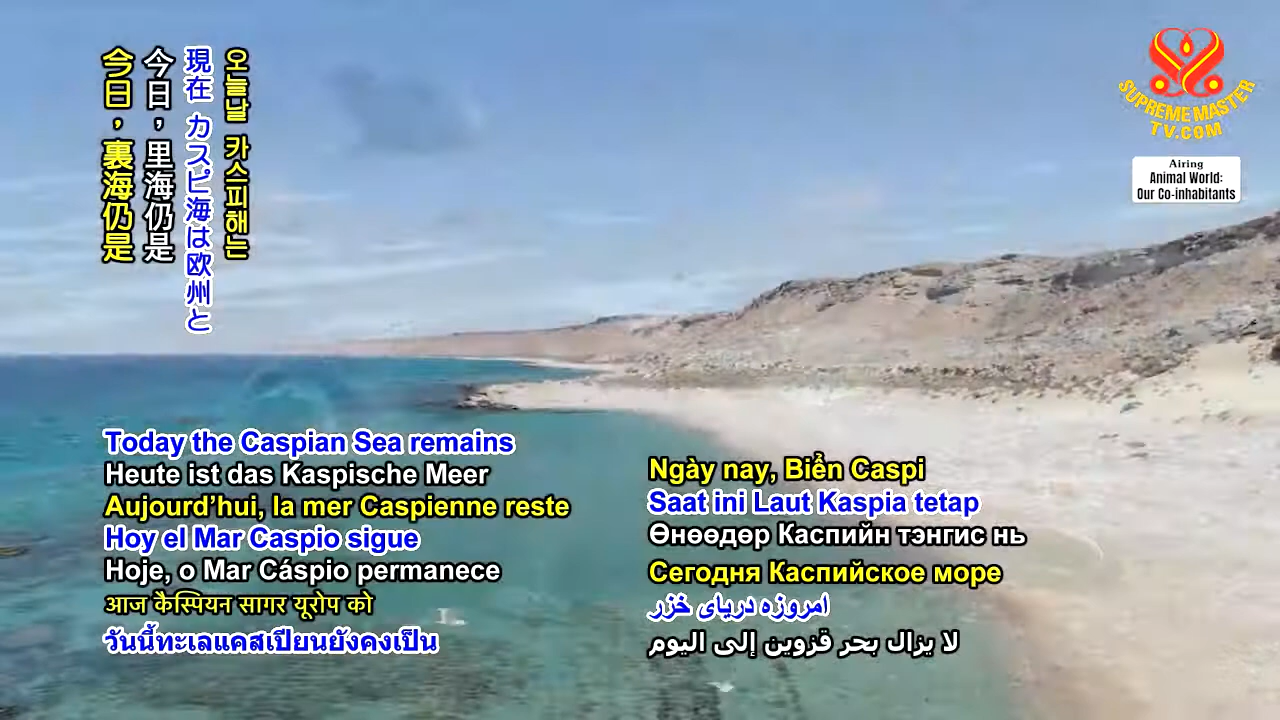 오늘날 카스피해는
現在 カスピ海は欧州と
今日，里海仍是
今日，裏海仍是
SUPREME MASTER
TV.COM
Airing
Animal World:
Our Co-inhabitants
Today the Caspian Sea remains
Heute ist das Kaspische Meer
Aujourd’hui, la mer Caspienne reste
Hoy el Mar Caspio sigue
Hoje, o Mar Cáspio permanece
आज कैस्पियन सागर यूरोप को
วันนี้ทะเลแคสเปียนยังคงเป็น
Ngày nay, Biển Caspi
Saat ini Laut Kaspia tetap
Өнөөдөр Каспийн тэнгис нь
Сегодня Каспийское море
امروزه دریای خزر
لا يزال بحر قزوين إلى اليوم